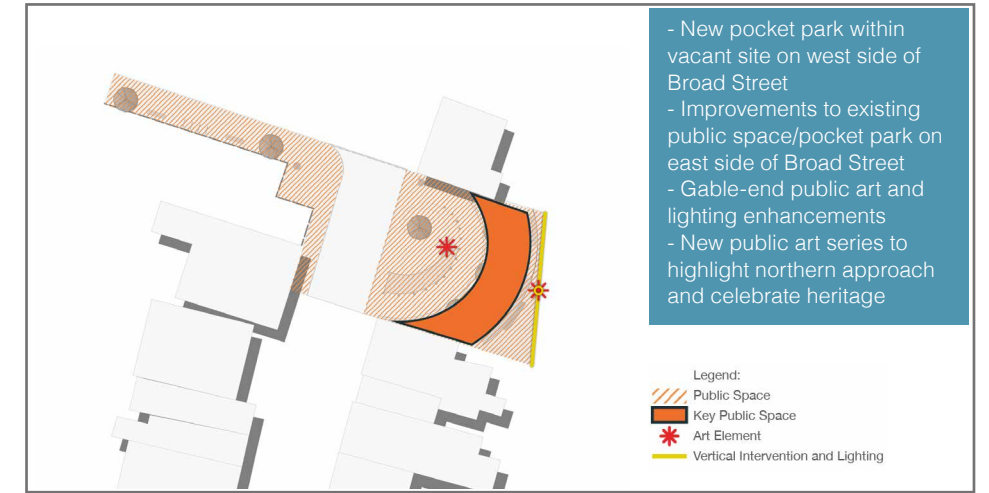 - New pocket park within
vacant site on west side of
Broad Street
- Improvements to existing
public space/pocket park on
east side of Broad Street
- Gable-end public art and
lighting enhancements
- New public art series to
highlight northern approach
and celebrate heritage
Legend:
Public Space
Key Public Space
Art Element
Vertical Intervention and Lighting